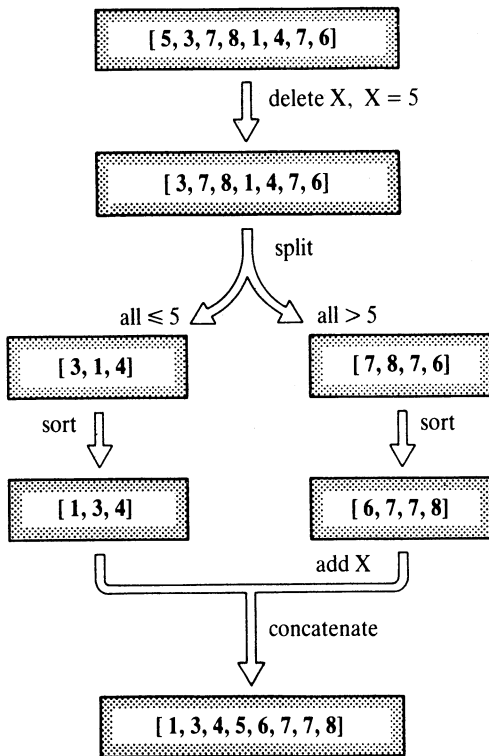 [ 5, 3, 7, 8, 1, 4, 7, 6]
delete X, X = 5
[ 3, 7, 8, 1, 4, 7, 6]
split
all ⩽ 5
all > 5
[ 3, 1, 4]
[ 7, 8, 7, 6]
sort
sort
[ 1, 3, 4]
[ 6, 7, 7, 8]
add X
concatenate
[ 1, 3, 4, 5, 6, 7, 7, 8]